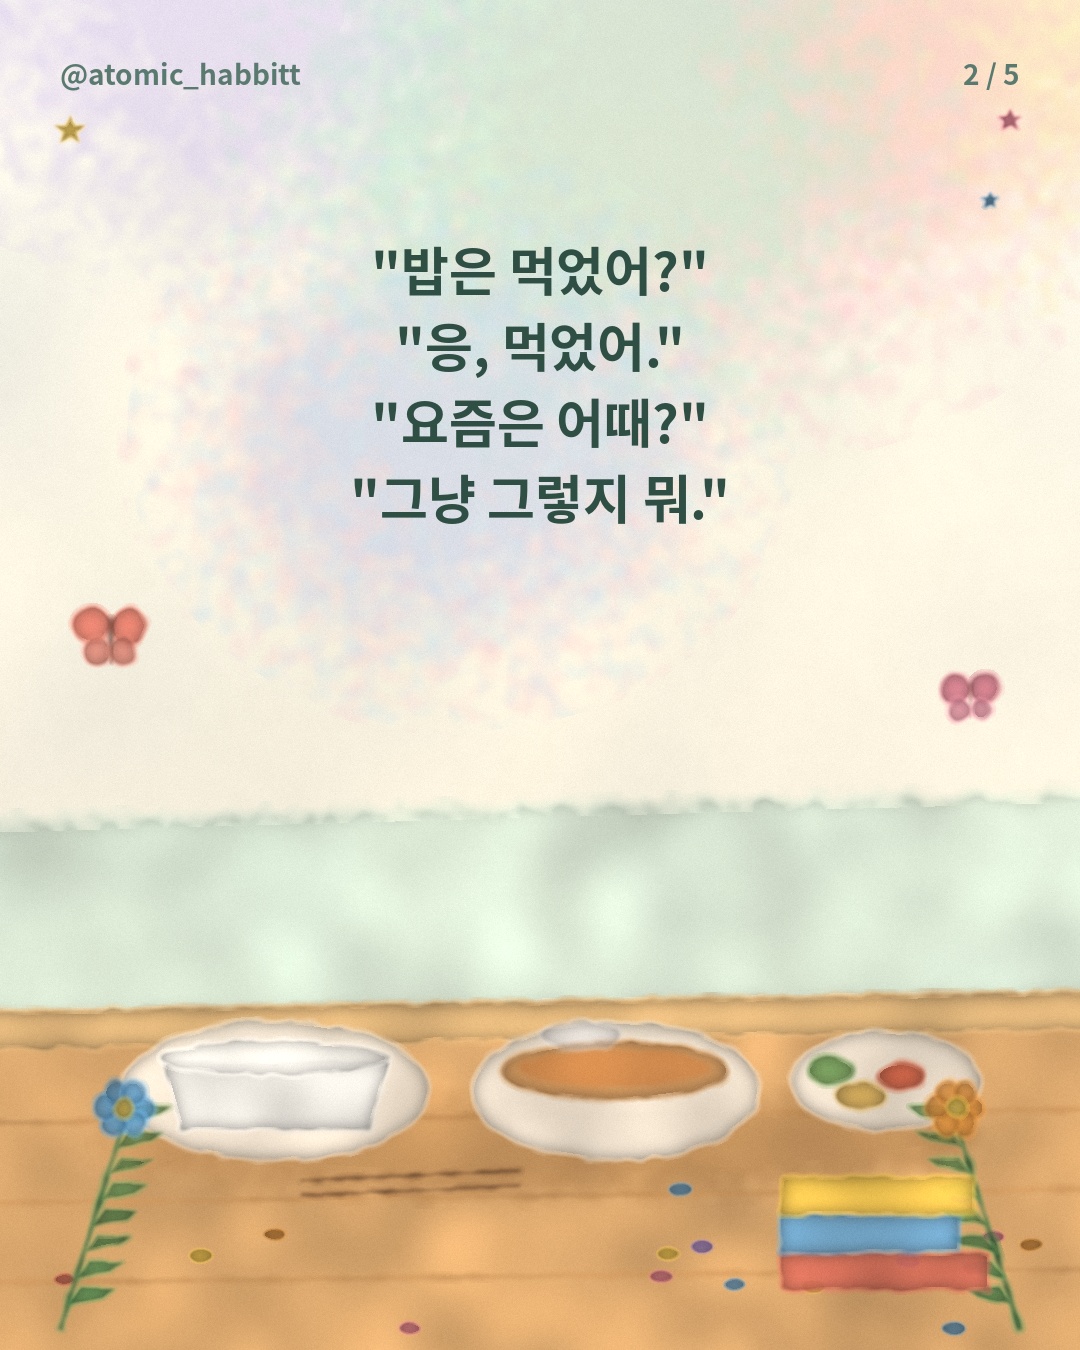 @atomic_habbitt
2 / 5
"밥은 먹었어?"
"응, 먹었어."
"요즘은 어때?"
"그냥 그렇지 뭐."